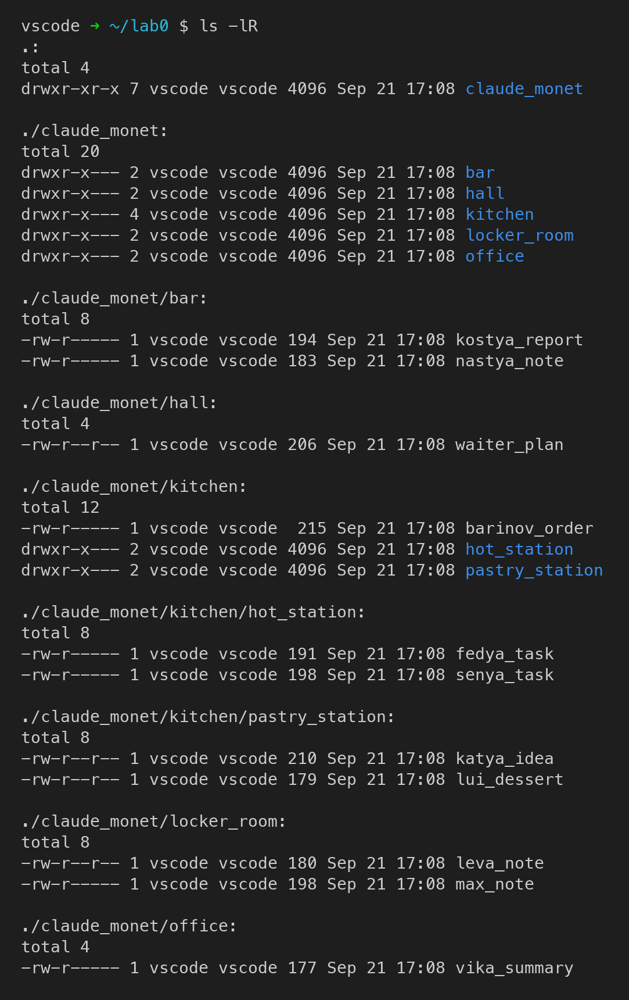 vscode ➜ ~/lab0 $ ls -lR
.:
total 4
drwxr-xr-x 7 vscode vscode 4096 Sep 21 17:08 claude_monet

./claude_monet:
total 20
drwxr-x--- 2 vscode vscode 4096 Sep 21 17:08 bar
drwxr-x--- 2 vscode vscode 4096 Sep 21 17:08 hall
drwxr-x--- 4 vscode vscode 4096 Sep 21 17:08 kitchen
drwxr-x--- 2 vscode vscode 4096 Sep 21 17:08 locker_room
drwxr-x--- 2 vscode vscode 4096 Sep 21 17:08 office

./claude_monet/bar:
total 8
-rw-r----- 1 vscode vscode 194 Sep 21 17:08 kostya_report
-rw-r----- 1 vscode vscode 183 Sep 21 17:08 nastya_note

./claude_monet/hall:
total 4
-rw-r--r-- 1 vscode vscode 206 Sep 21 17:08 waiter_plan

./claude_monet/kitchen:
total 12
-rw-r----- 1 vscode vscode  215 Sep 21 17:08 barinov_order
drwxr-x--- 2 vscode vscode 4096 Sep 21 17:08 hot_station
drwxr-x--- 2 vscode vscode 4096 Sep 21 17:08 pastry_station

./claude_monet/kitchen/hot_station:
total 8
-rw-r----- 1 vscode vscode 191 Sep 21 17:08 fedya_task
-rw-r----- 1 vscode vscode 198 Sep 21 17:08 senya_task

./claude_monet/kitchen/pastry_station:
total 8
-rw-r--r-- 1 vscode vscode 210 Sep 21 17:08 katya_idea
-rw-r--r-- 1 vscode vscode 179 Sep 21 17:08 lui_dessert

./claude_monet/locker_room:
total 8
-rw-r--r-- 1 vscode vscode 180 Sep 21 17:08 leva_note
-rw-r----- 1 vscode vscode 198 Sep 21 17:08 max_note

./claude_monet/office:
total 4
-rw-r----- 1 vscode vscode 177 Sep 21 17:08 vika_summary